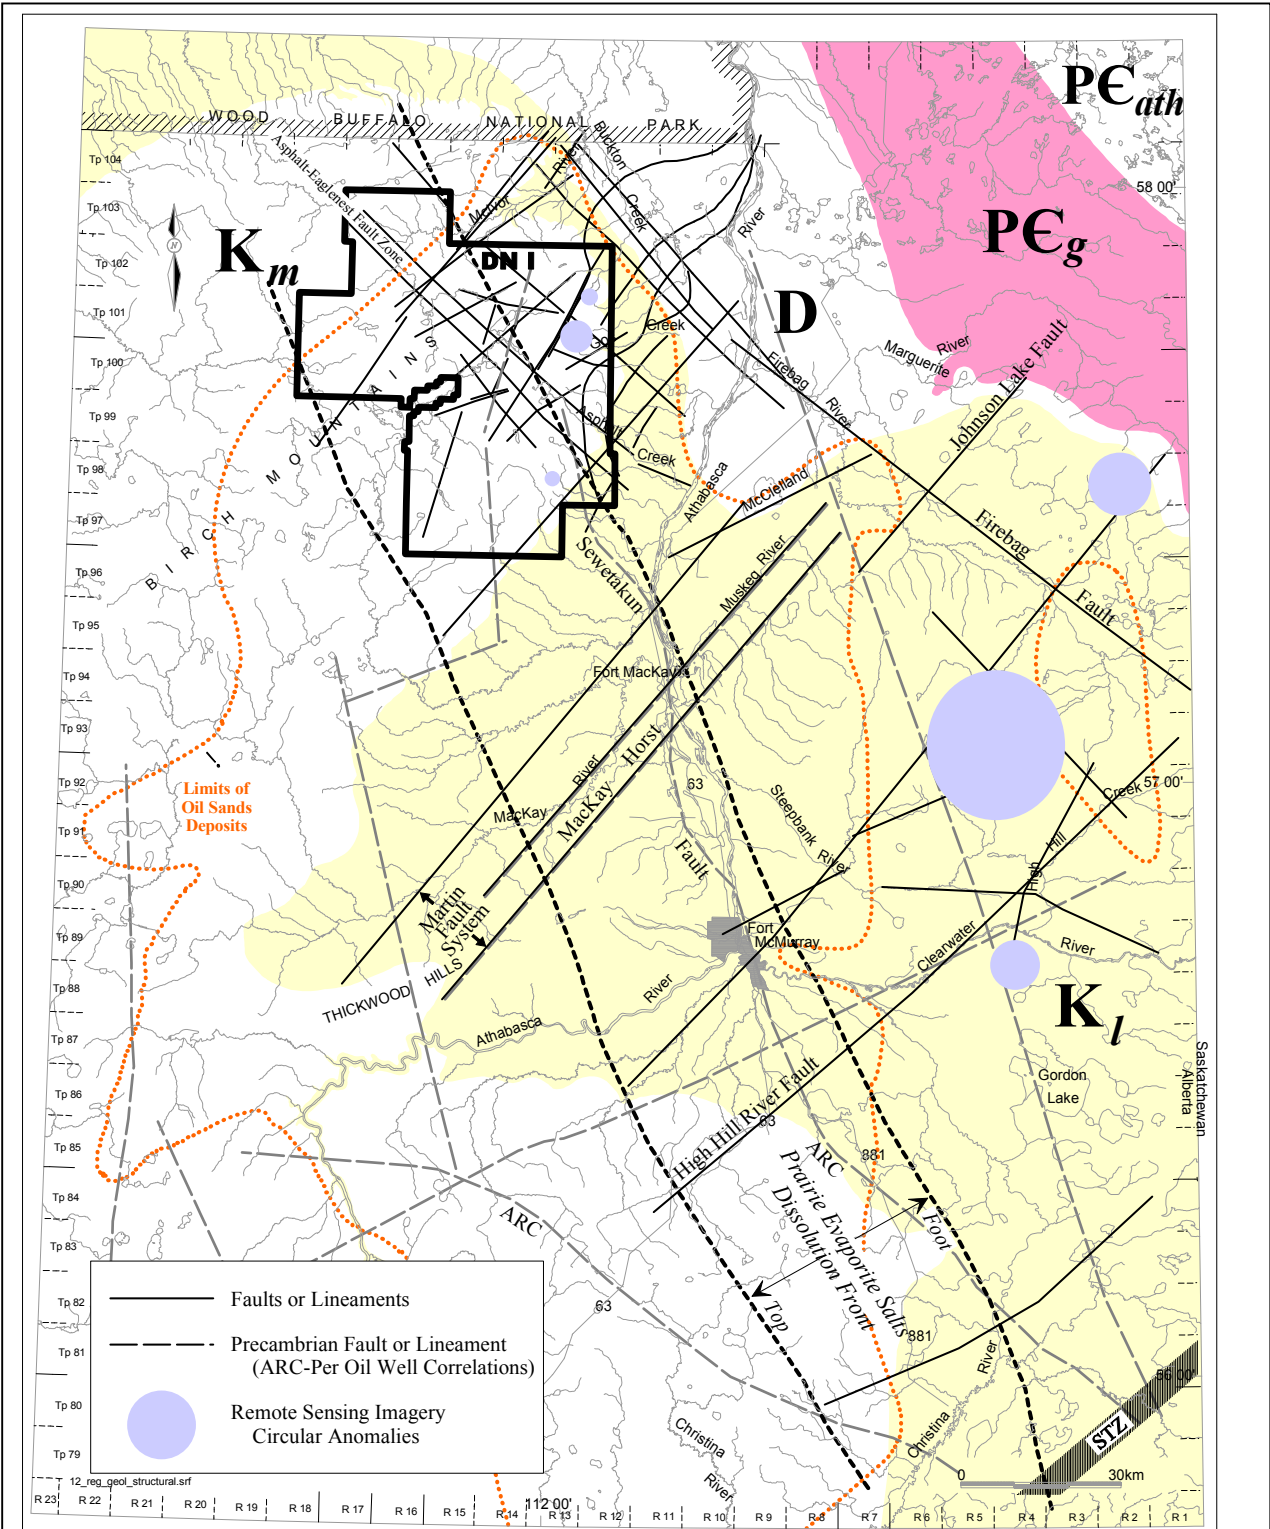 PЄath
WOOD BUFFALO NATIONAL PARK
Tp 104
Asphalt-Eaglenest Fault Zone
River
Buckton
Creek
58 00'
Tp 103
McIvor
River
PЄg
N
Km
Tp 102
DN I
D
Tp 101
Creek
Go
River
Marguerite
Johnson Lake Fault
Tp 100
Firebag
River
BIRCH MOUNTAINS
Tp 99
Asphalt
Creek
Tp 98
Athabasca
McClelland
Tp 97
Firebag
Fault
Tp 96
Sewetakun
Muskeg River
Tp 95
Tp 94
Fort MacKay
Tp 93
Horst
Tp 92
River
63
57 00'
Limits of
Oil Sands
Deposits
MacKay
MacKay
Steepbank
River
Creek
Hill
High
Tp 91
Fault
Tp 90
Martin
Fault
System
Tp 89
Fort
McMurray
Clearwater
River
HILLS
THICKWOOD
River
Tp 88
Kl
Athabasca
Tp 87
Saskatchewan
Alberta
Gordon
Lake
Tp 86
High Hill River Fault
63
Tp 85
ARC
881
Prairie Evaporite Salts
Dissolution Front
Tp 84
ARC
Foot
Tp 83
Top
Tp 82
Faults or Lineaments
63
881
Tp 81
Precambrian Fault or Lineament
(ARC-Per Oil Well Correlations)
River
56 00'
Tp 80
Remote Sensing Imagery
Circular Anomalies
Christina
River
Christina
STZ
Tp 79
12_reg_geol_structural.srf
0 30km
112 00'
R 23 R 22 R 21 R 20 R 19 R 18 R 17 R 16 R 15 R 14 R 13 R 12 R 11 R 10 R 9 R 8 R 7 R 6 R 5 R 4 R 3 R 2 R 1